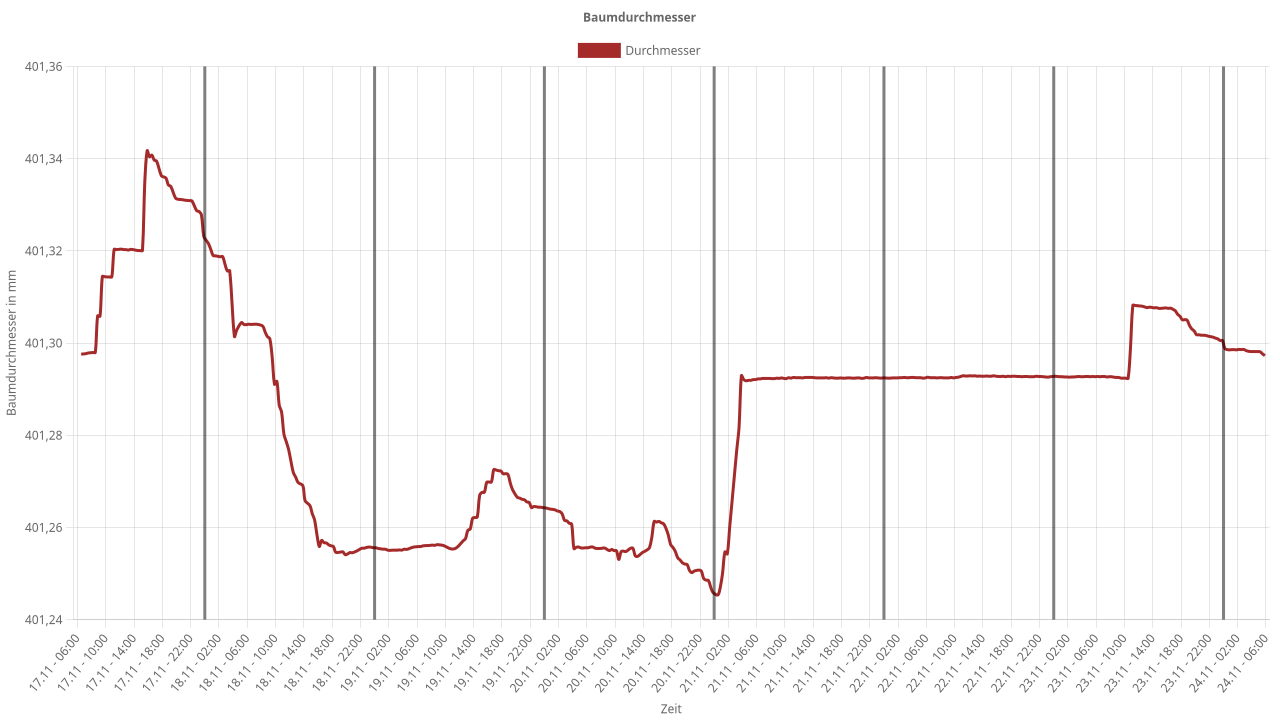 Baumdurchmesser
Durchmesser
401,36
401,34
401,32
401,30
401,28
401,26
401,24
Baumdurchmesser in mm
17.11 - 06:00
17.11 - 10:00
17.11 - 14:00
17.11 - 18:00
17.11 - 22:00
18.11 - 02:00
18.11 - 06:00
18.11 - 10:00
18.11 - 14:00
18.11 - 18:00
18.11 - 22:00
19.11 - 02:00
19.11 - 06:00
19.11 - 10:00
19.11 - 14:00
19.11 - 18:00
19.11 - 22:00
20.11 - 02:00
20.11 - 06:00
20.11 - 10:00
20.11 - 14:00
20.11 - 18:00
20.11 - 22:00
21.11 - 02:00
21.11 - 06:00
21.11 - 10:00
21.11 - 14:00
21.11 - 18:00
21.11 - 22:00
22.11 - 02:00
22.11 - 06:00
22.11 - 10:00
22.11 - 14:00
22.11 - 18:00
22.11 - 22:00
23.11 - 02:00
23.11 - 06:00
23.11 - 10:00
23.11 - 14:00
23.11 - 18:00
23.11 - 22:00
24.11 - 02:00
24.11 - 06:00
Zeit